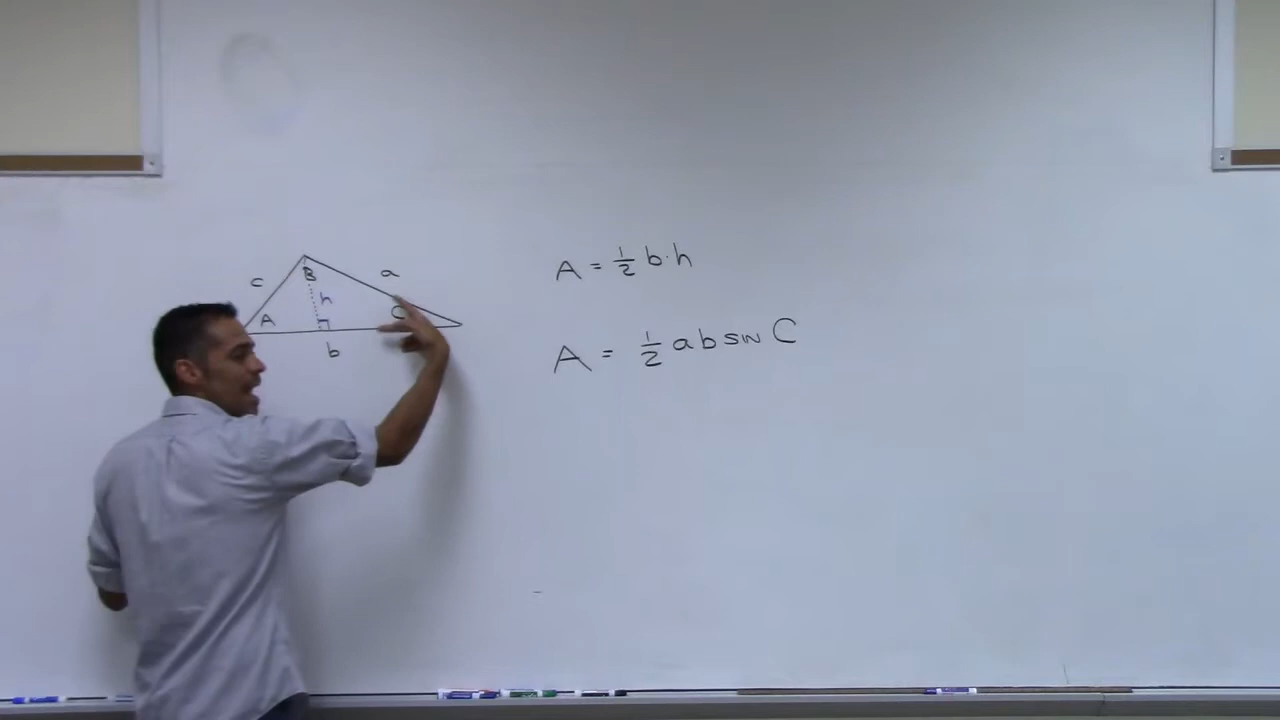 c
B
a
h
A
C
b
A = 1/2 b·h
A = 1/2 a b sin C